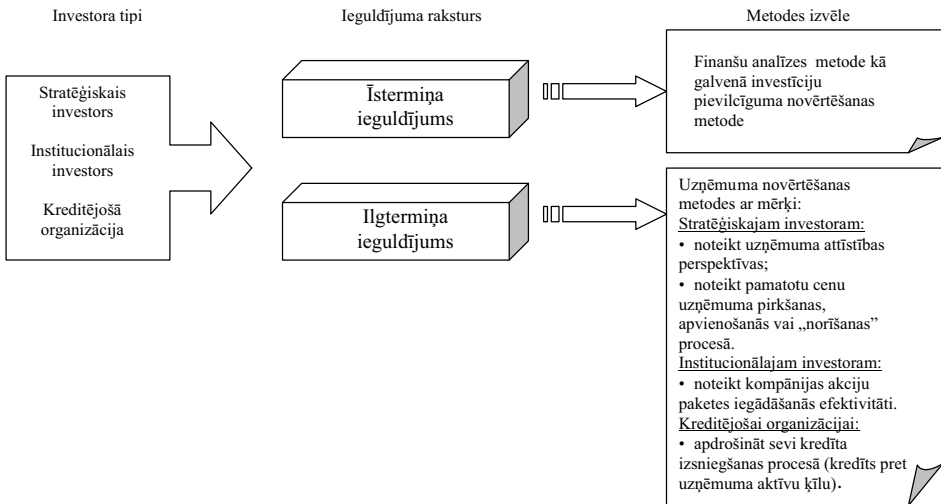 Investora tipi
Ieguldījuma raksturs
Metodes izvēle
Stratēģiskais
investors
Institucionālais
investors
Kreditējošā
organizācija
Īstermiņa
ieguldījums
Ilgtermiņa
ieguldījums
Finanšu analīzes metode kā
galvenā investīciju
pievilcīguma novērtēšanas
metode
Uzņēmuma novērtēšanas
metodes ar mērķi:
Stratēģiskajam investoram:
• noteikt uzņēmuma attīstības
perspektīvas;
• noteikt pamatotu cenu
uzņēmuma pirkšanas,
apvienošanās vai „norīšanas”
procesā.
Institucionālajam investoram:
• noteikt kompānijas akciju
paketes iegādāšanās efektivitāti.
Kreditējošai organizācijai:
• apdrošināt sevi kredīta
izsniegšanas procesā (kredīts pret
uzņēmuma aktīvu ķīlu).